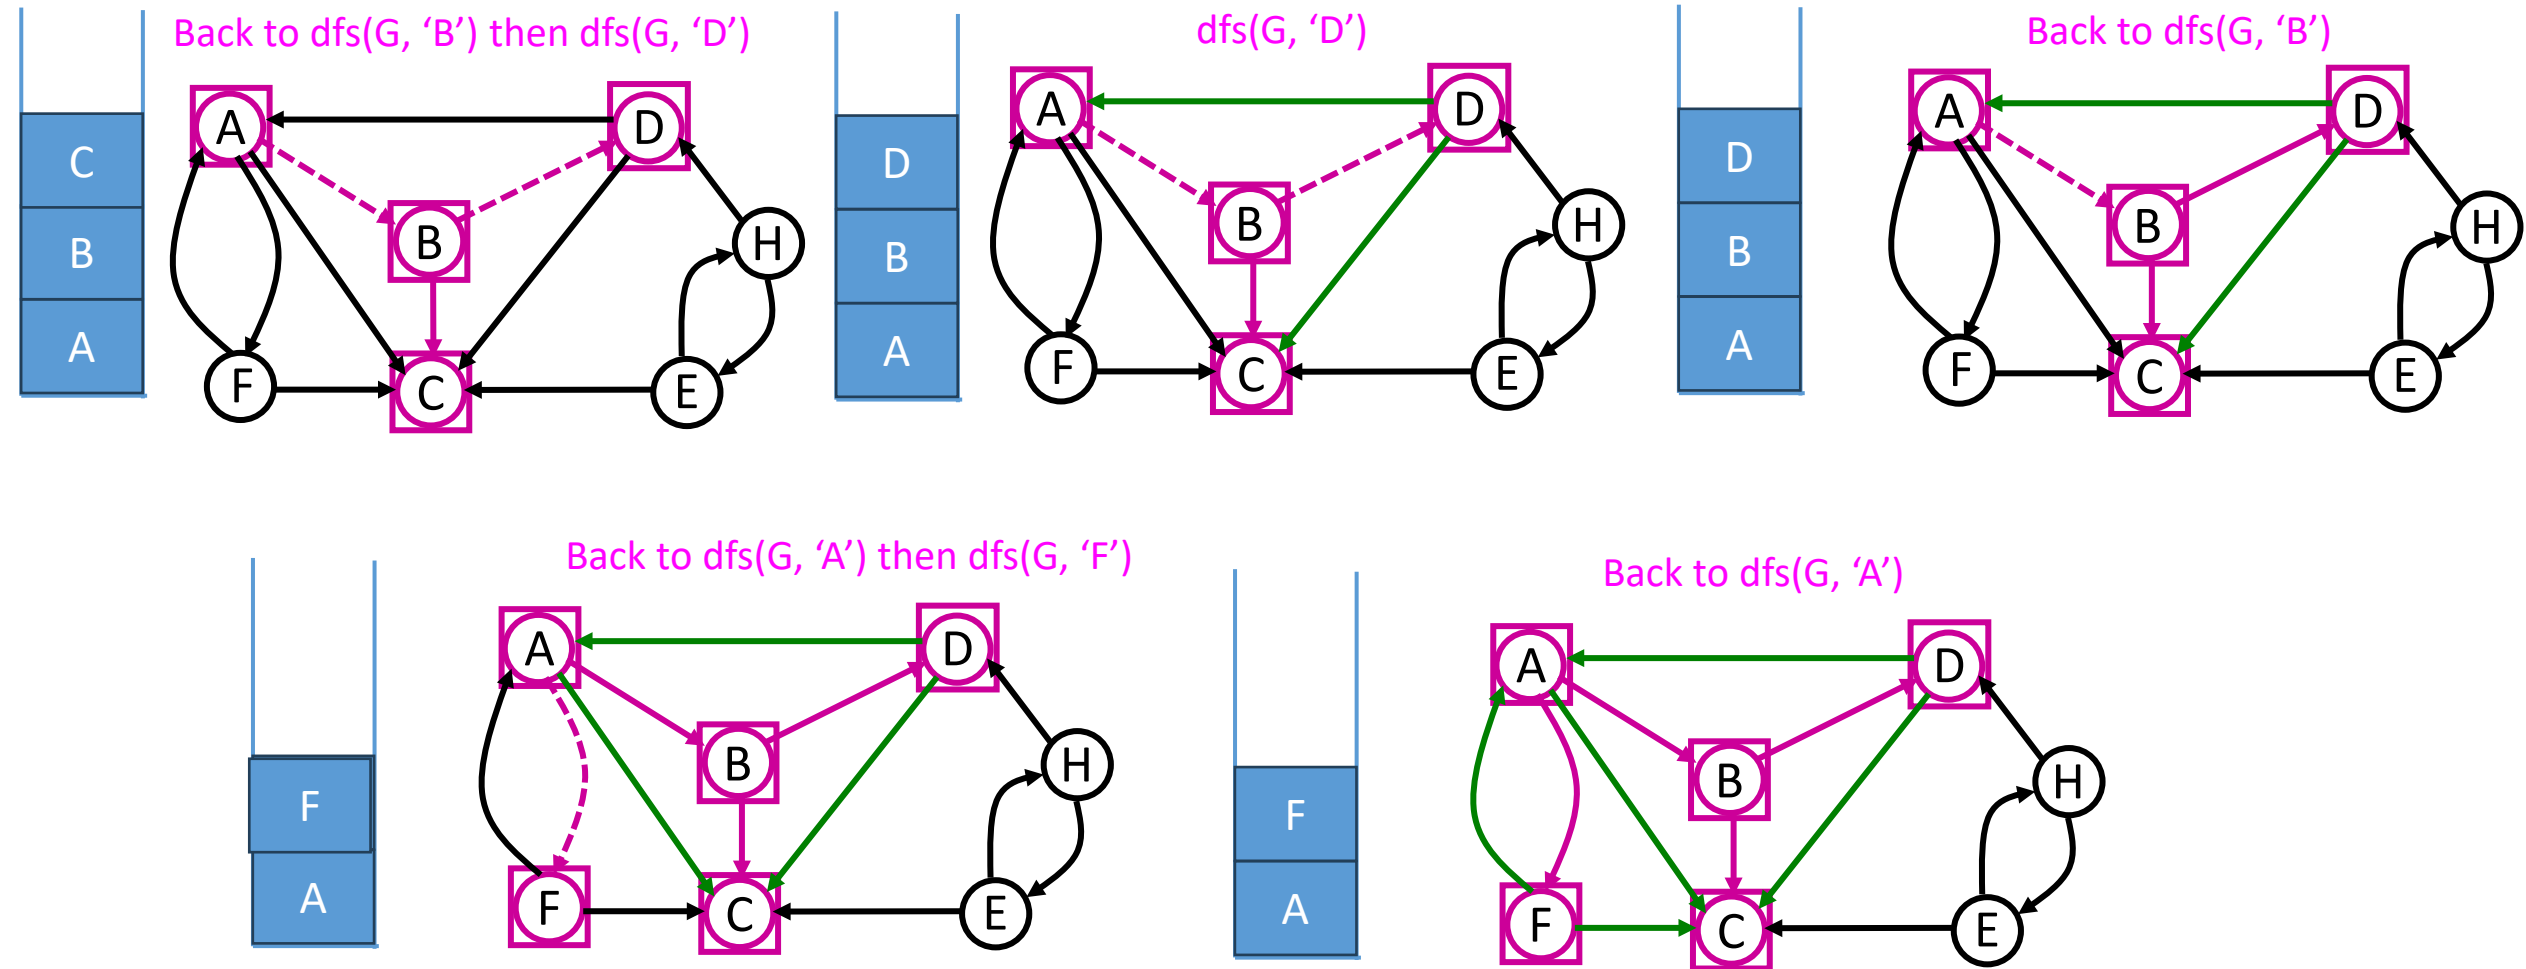 Back to dfs(G, ‘B’) then dfs(G, ‘D’)
C
B
A
A
D
B
H
F
C
E
dfs(G, ‘D’)
D
B
A
A
D
B
H
F
C
E
Back to dfs(G, ‘B’)
D
B
A
A
D
B
H
F
C
E
Back to dfs(G, ‘A’) then dfs(G, ‘F’)
F
A
A
D
B
H
F
C
E
Back to dfs(G, ‘A’)
F
A
A
D
B
H
F
C
E